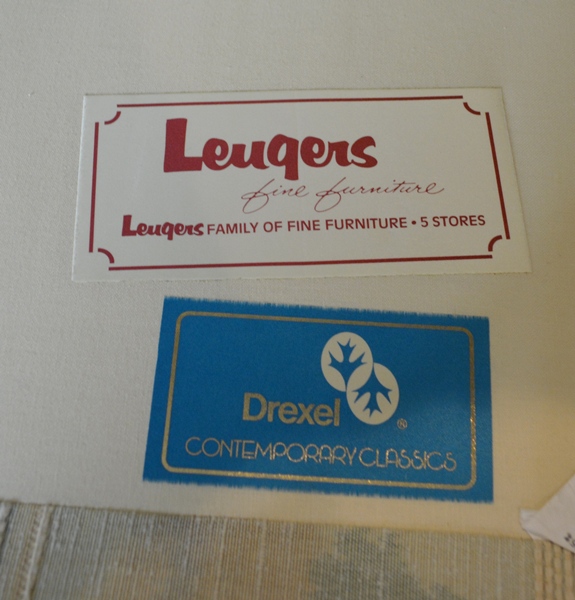 Leugers
fine furniture
Leugers FAMILY OF FINE FURNITURE • 5 STORES
Drexel ®
CONTEMPORARY CLASSICS